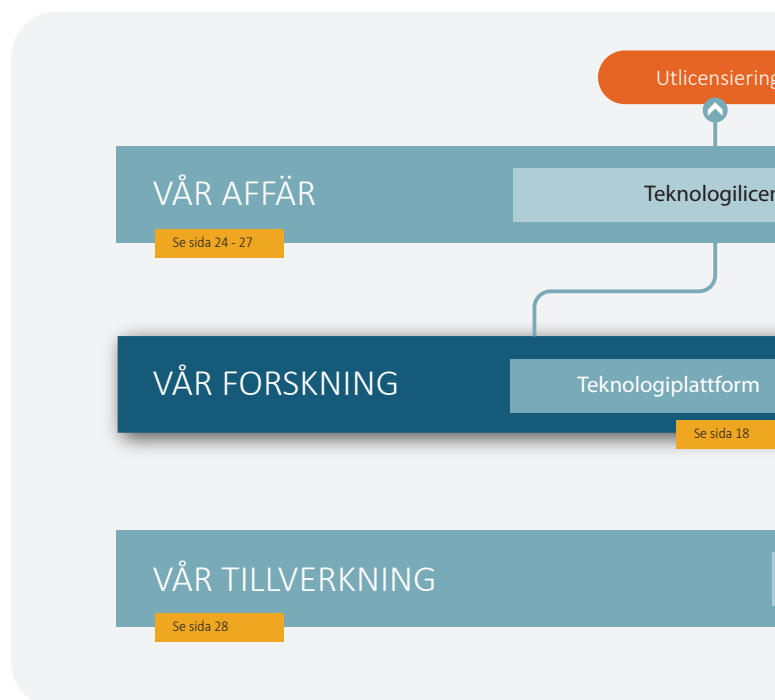 Utlicensiering
VÅR AFFÄR
Se sida 24 - 27
VÅR FORSKNING
Teknologiplattform
Se sida 18
VÅR TILLVERKNING
Se sida 28